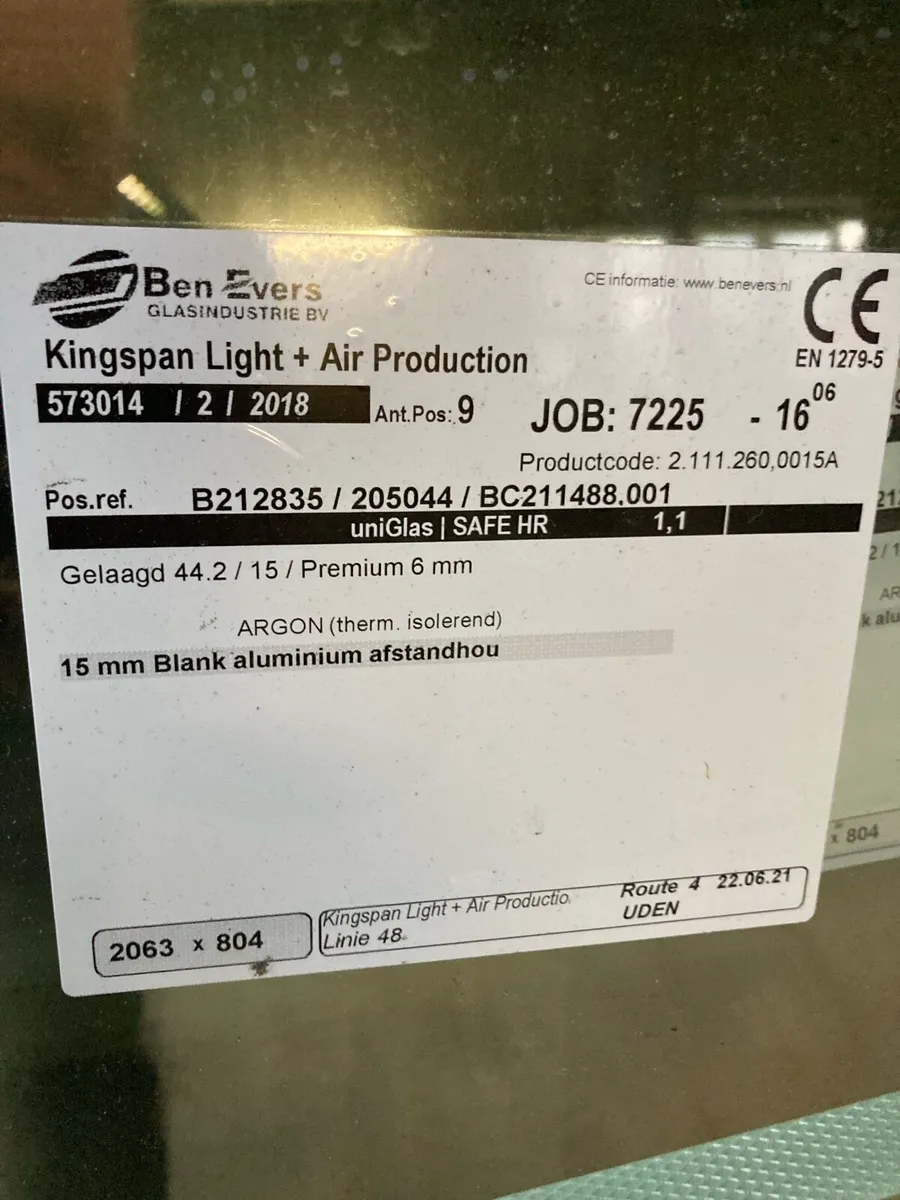 Ben Evers
GLASINDUSTRIE BV
CE informatie: www.benevers.nl
CE
EN 1279-5
Kingspan Light + Air Production
573014 / 2 / 2018
Ant.Pos: 9
JOB: 7225 - 16 06
Productcode: 2.111.260,0015A
Pos.ref. B212835 / 205044 / BC211488.001
uniGlas | SAFE HR 1,1
Gelaagd 44.2 / 15 / Premium 6 mm
ARGON (therm. isolerend)
15 mm Blank aluminium afstandhou
2063 x 804
Kingspan Light + Air Productio
Linie 48
Route 4 22.06.21
UDEN
x 804